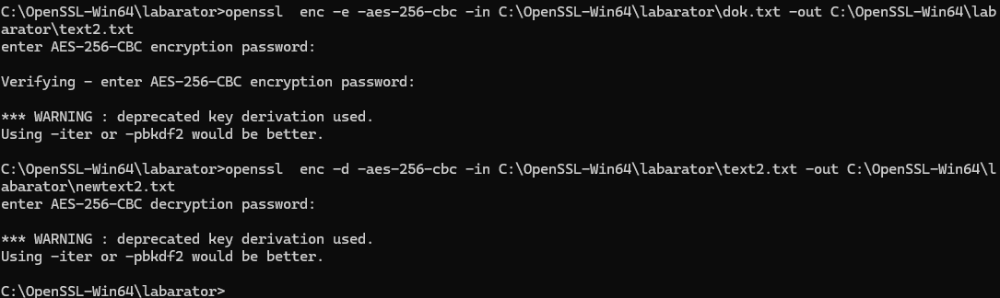 C:\OpenSSL-Win64\labarator>openssl  enc -e -aes-256-cbc -in C:\OpenSSL-Win64\labarator\dok.txt -out C:\OpenSSL-Win64\lab
arator\text2.txt
enter AES-256-CBC encryption password:
Verifying - enter AES-256-CBC encryption password:
*** WARNING : deprecated key derivation used.
Using -iter or -pbkdf2 would be better.
C:\OpenSSL-Win64\labarator>openssl  enc -d -aes-256-cbc -in C:\OpenSSL-Win64\labarator\text2.txt -out C:\OpenSSL-Win64\l
abarator\newtext2.txt
enter AES-256-CBC decryption password:
*** WARNING : deprecated key derivation used.
Using -iter or -pbkdf2 would be better.
C:\OpenSSL-Win64\labarator>